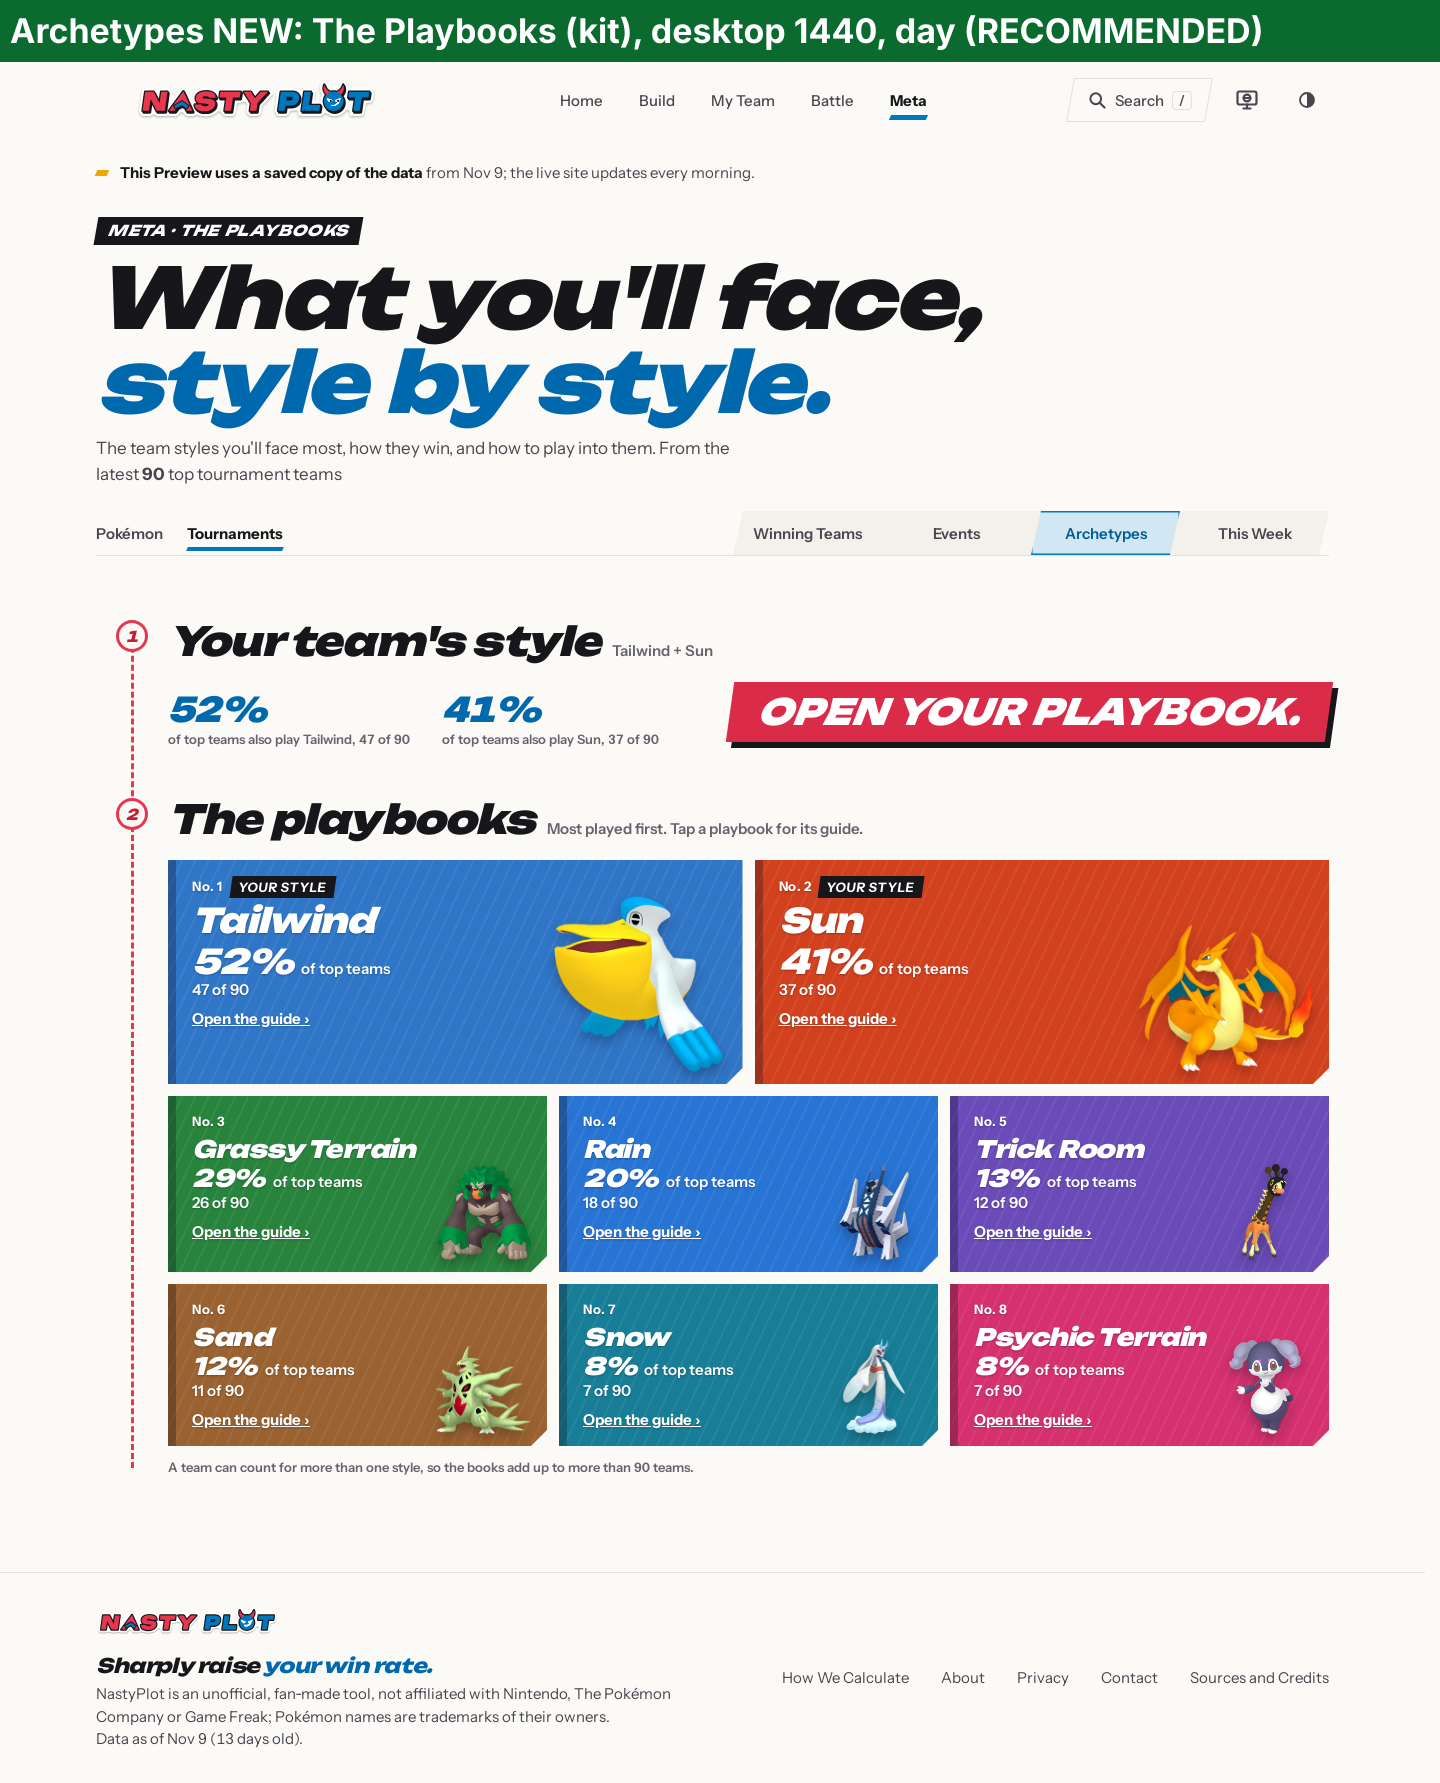 Archetypes NEW: The Playbooks (kit), desktop 1440, day (RECOMMENDED)
NASTY PLOT
Home
Build
My Team
Battle
Meta
Search /
This Preview uses a saved copy of the data from Nov 9; the live site updates every morning.
META · THE PLAYBOOKS
What you'll face,
style by style.
The team styles you'll face most, how they win, and how to play into them. From the
latest 90 top tournament teams
Pokémon
Tournaments
Winning Teams
Events
Archetypes
This Week
1
Your team's style Tailwind + Sun
52%
of top teams also play Tailwind, 47 of 90
41%
of top teams also play Sun, 37 of 90
OPEN YOUR PLAYBOOK.
2
The playbooks Most played first. Tap a playbook for its guide.
No. 1 YOUR STYLE
Tailwind
52% of top teams
47 of 90
Open the guide ›
No. 2 YOUR STYLE
Sun
41% of top teams
37 of 90
Open the guide ›
No. 3
Grassy Terrain
29% of top teams
26 of 90
Open the guide ›
No. 4
Rain
20% of top teams
18 of 90
Open the guide ›
No. 5
Trick Room
13% of top teams
12 of 90
Open the guide ›
No. 6
Sand
12% of top teams
11 of 90
Open the guide ›
No. 7
Snow
8% of top teams
7 of 90
Open the guide ›
No. 8
Psychic Terrain
8% of top teams
7 of 90
Open the guide ›
A team can count for more than one style, so the books add up to more than 90 teams.
NASTY PLOT
Sharply raise your win rate.
NastyPlot is an unofficial, fan-made tool, not affiliated with Nintendo, The Pokémon
Company or Game Freak; Pokémon names are trademarks of their owners.
Data as of Nov 9 (13 days old).
How We Calculate
About
Privacy
Contact
Sources and Credits